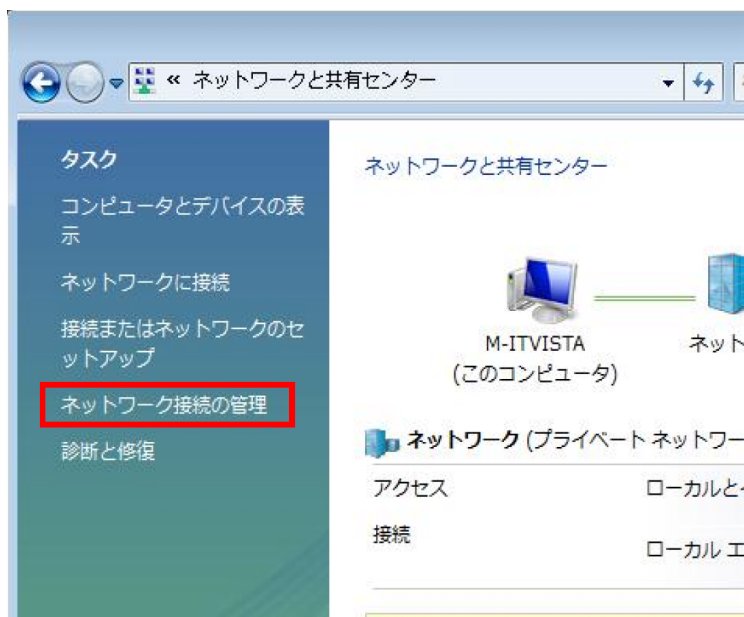 « ネットワークと共有センター
タスク
コンピュータとデバイスの表
示
ネットワークに接続
接続またはネットワークのセ
ットアップ
ネットワーク接続の管理
診断と修復
ネットワークと共有センター
M-ITVISTA
(このコンピュータ)
ネット
ネットワーク (プライベート ネットワー
アクセス
ローカルと
接続
ローカル エ